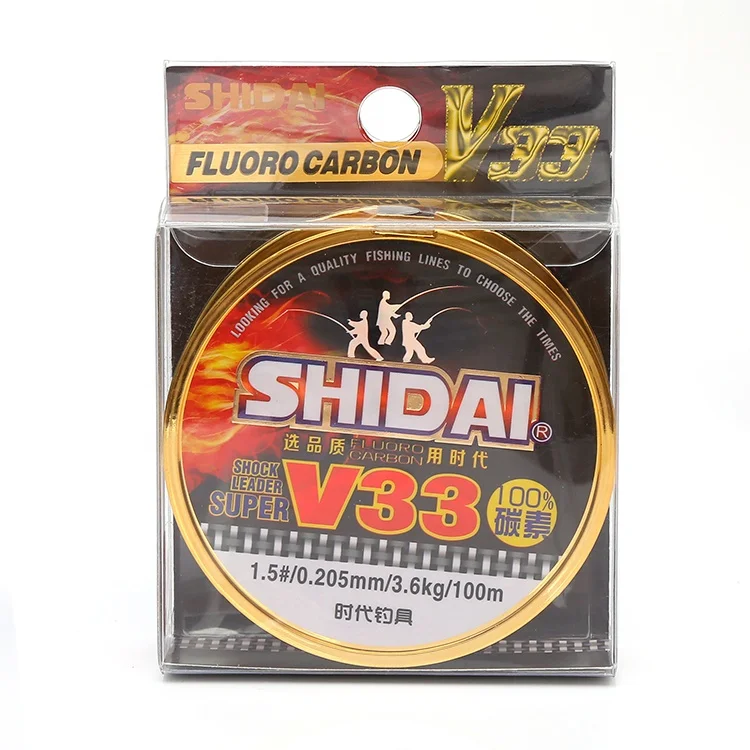 SHIDAI
V33
FLUORO CARBON
LOOKING FOR A QUALITY FISHING LINES TO CHOOSE THE TIMES
SHIDAI®
选品质 FLUORO CARBON 用时代
SHOCK
LEADER
SUPER
V33
100%
碳素
1.5#/0.205mm/3.6kg/100m
时代钓具